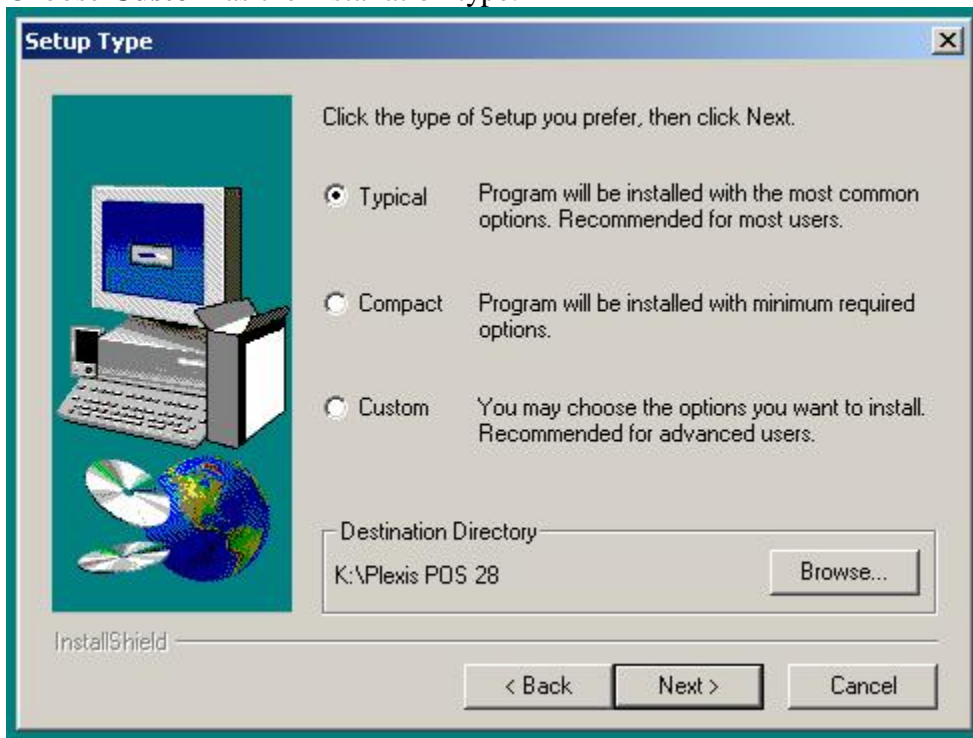 Setup Type
Click the type of Setup you prefer, then click Next.
Typical Program will be installed with the most common
options. Recommended for most users.
Compact Program will be installed with minimum required
options.
Custom You may choose the options you want to install.
Recommended for advanced users.
Destination Directory
K:\Plexis POS 28
Browse...
InstallShield
< Back Next > Cancel